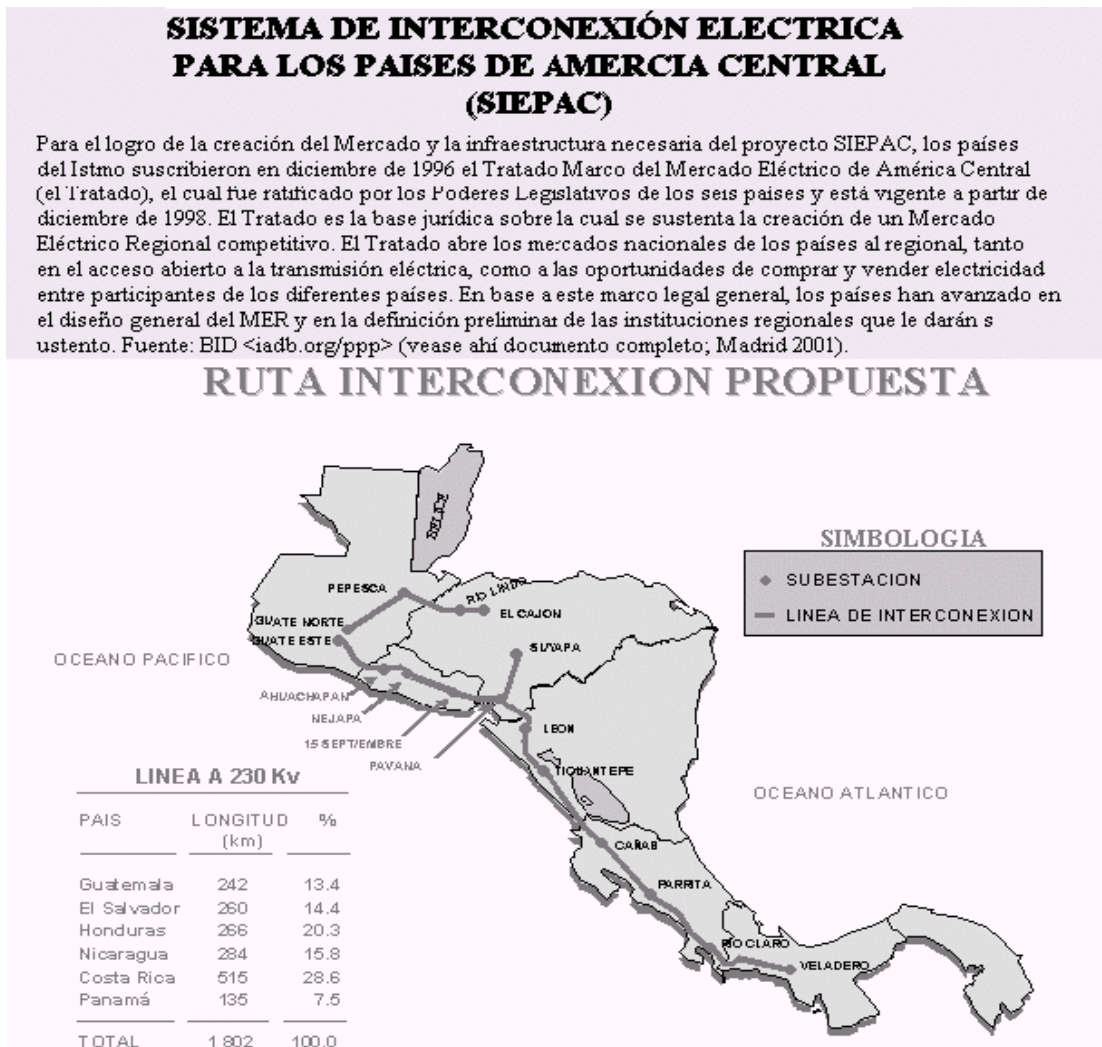 SISTEMA DE INTERCONEXIÓN ELECTRICA
PARA LOS PAISES DE AMERCIA CENTRAL
(SIEPAC)
Para el logro de la creación del Mercado y la infraestructura necesaria del proyecto SIEPAC, los países
del Istmo suscribieron en diciembre de 1996 el Tratado Marco del Mercado Eléctrico de América Central
(el Tratado), el cual fue ratificado por los Poderes Legislativos de los seis países y está vigente a partir de
diciembre de 1998. El Tratado es la base jurídica sobre la cual se sustenta la creación de un Mercado
Eléctrico Regional competitivo. El Tratado abre los mercados nacionales de los países al regional, tanto
en el acceso abierto a la transmisión eléctrica, como a las oportunidades de comprar y vender electricidad
entre participantes de los diferentes países. En base a este marco legal general, los países han avanzado en
el diseño general del MER y en la definición preliminar de las instituciones regionales que le darán s
ustento. Fuente: BID <iadb.org/ppp> (vease ahí documento completo; Madrid 2001).
RUTA INTERCONEXION PROPUESTA
BELICE
SIMBOLOGIA
SUBESTACION
LINEA DE INTERCONEXION
PEPESCA
RIO LINDO
EL CAJON
GUATE NORTE
GUATE ESTE
SUYAPA
OCEANO PACIFICO
AHUACHAPAN
NEJAPA
15 SEPTIEMBRE
PAVANA
LEON
TICUANTEPE
OCEANO ATLANTICO
CAÑAS
PARRITA
RIO CLARO
VELADERO
LINEA A 230 Kv
PAIS LONGITUD %
(km)
Guatemala 242 13.4
El Salvador 260 14.4
Honduras 266 20.3
Nicaragua 284 15.8
Costa Rica 515 28.6
Panamá 135 7.5
TOTAL 1 802 100.0